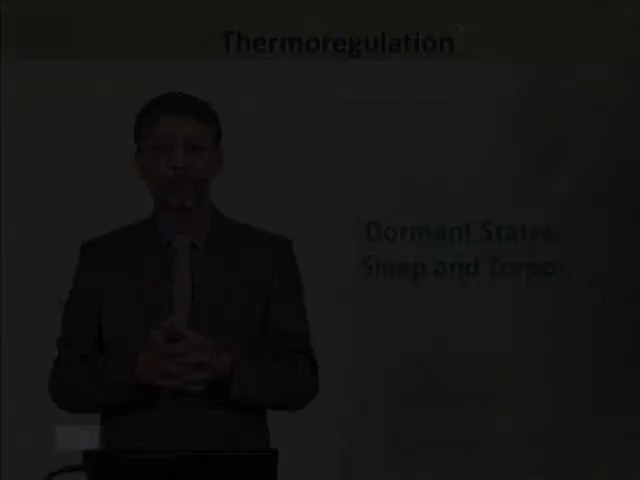 Thermoregulation
Dormant States:
Sleep and Torpor